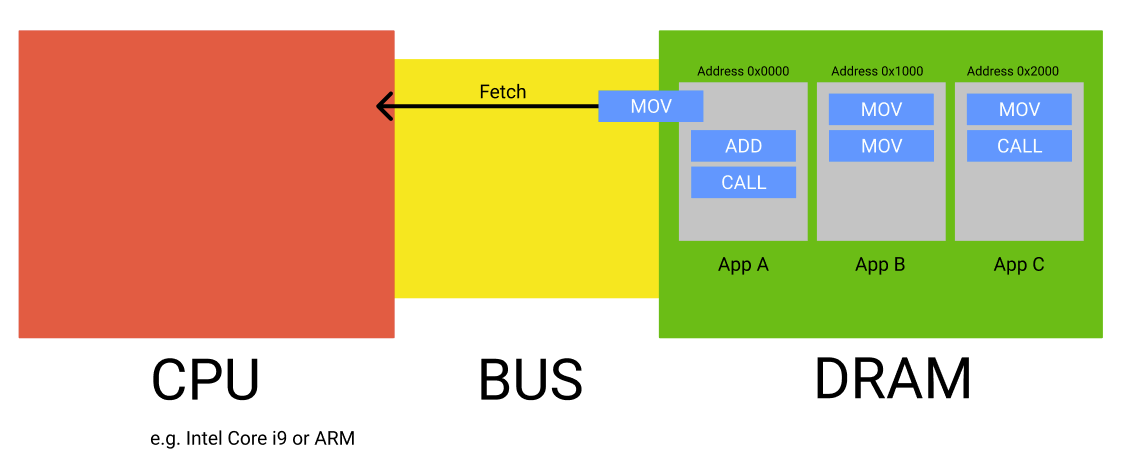 Address 0x0000
Address 0x1000
Address 0x2000
Fetch
MOV
MOV
MOV
ADD
MOV
CALL
CALL
App A
App B
App C
CPU
BUS
DRAM
e.g. Intel Core i9 or ARM